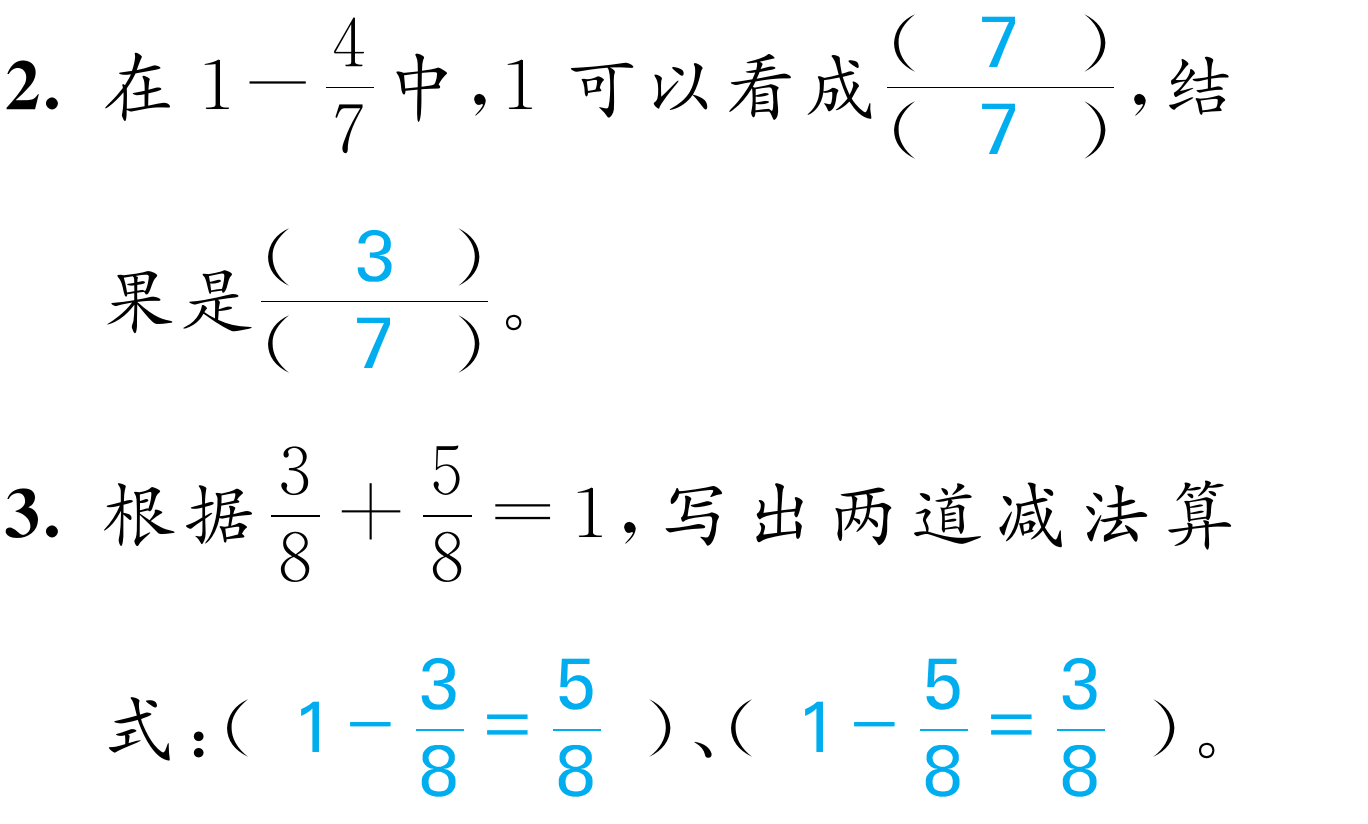 2. 在 1 − 4/7 中,1 可以看成 ( 7 )/( 7 ),结
果是 ( 3 )/( 7 )。
3. 根据 3/8 + 5/8 = 1,写出两道减法算
式:( 1 − 3/8 = 5/8 )、( 1 − 5/8 = 3/8 )。